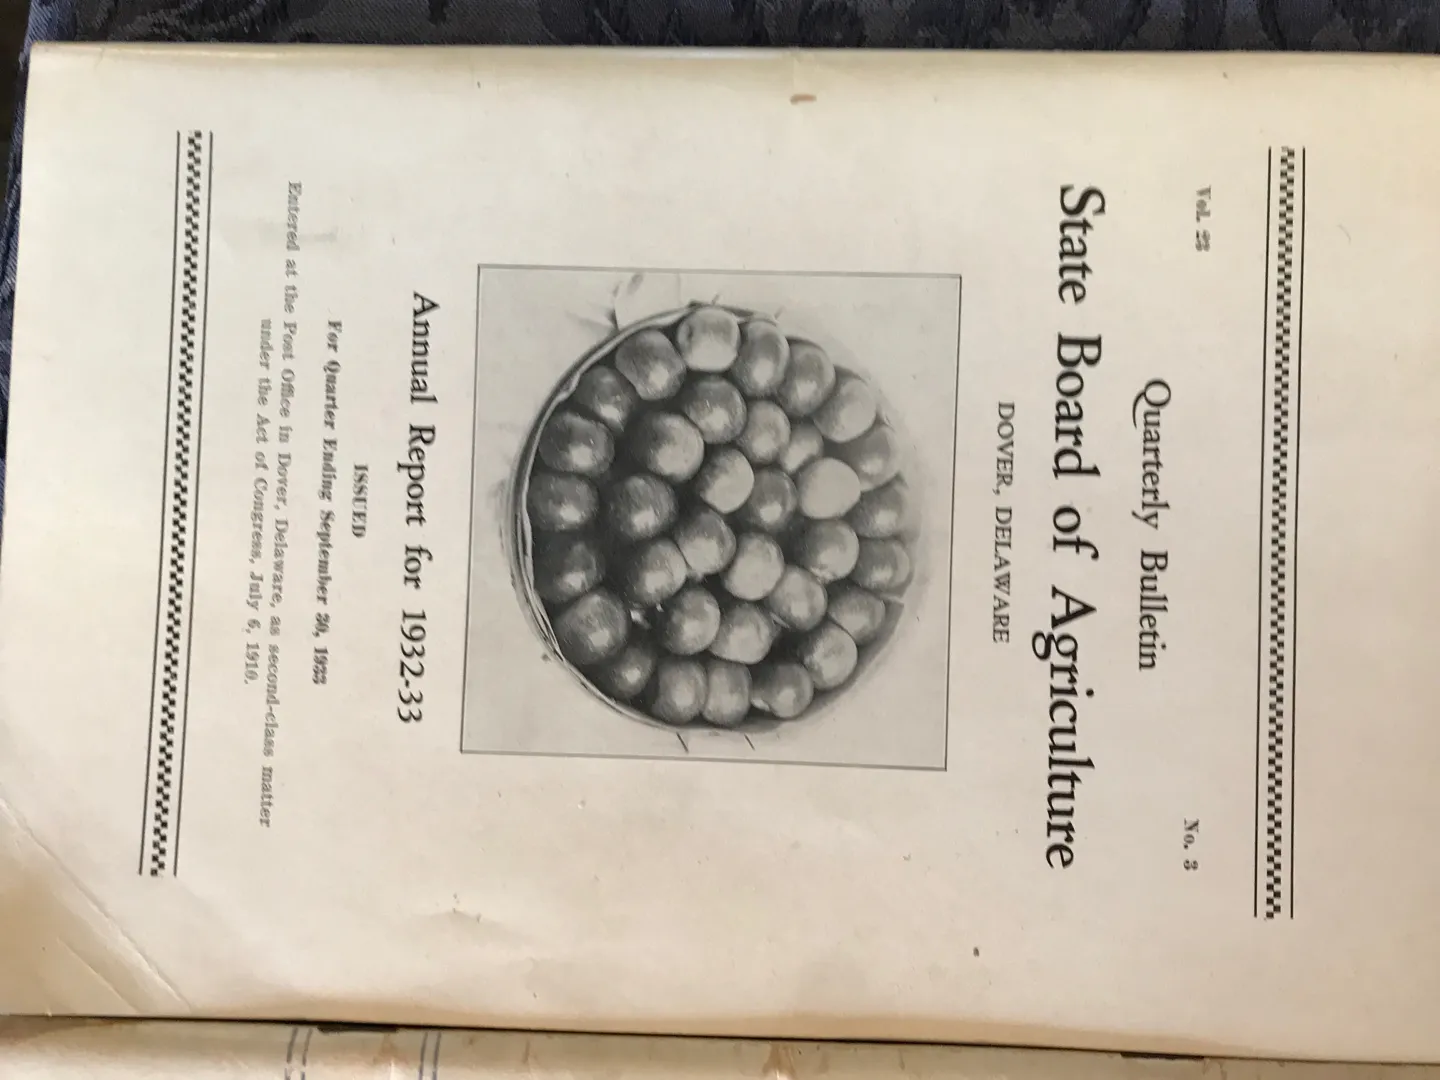 Vol. 23 No. 3
Quarterly Bulletin
State Board of Agriculture
DOVER, DELAWARE
Annual Report for 1932-33
ISSUED
For Quarter Ending September 30, 1933
Entered at the Post Office in Dover, Delaware, as second-class matter
under the Act of Congress, July 6, 1910.